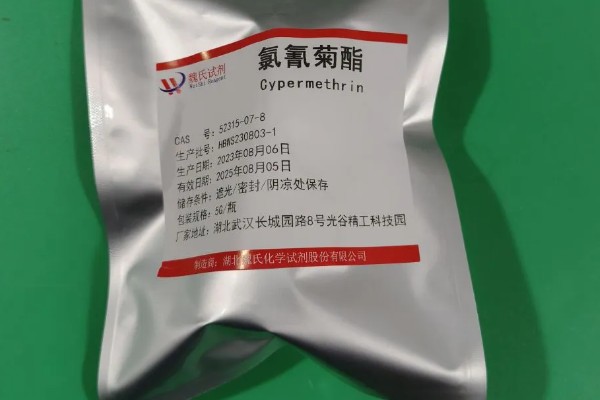 氯氰菊酯
魏氏试剂
Cypermethrin
CAS 号: 52315-07-8
生产批号: HBWS230803-1
生产日期: 2023年08月06日
有效日期: 2025年08月05日
储存条件: 遮光/密封/阴凉处保存
包装规格: 5G/瓶
厂家地址: 湖北武汉长城园路8号光谷精工科技园
制造商: 湖北魏氏化学试剂股份有限公司